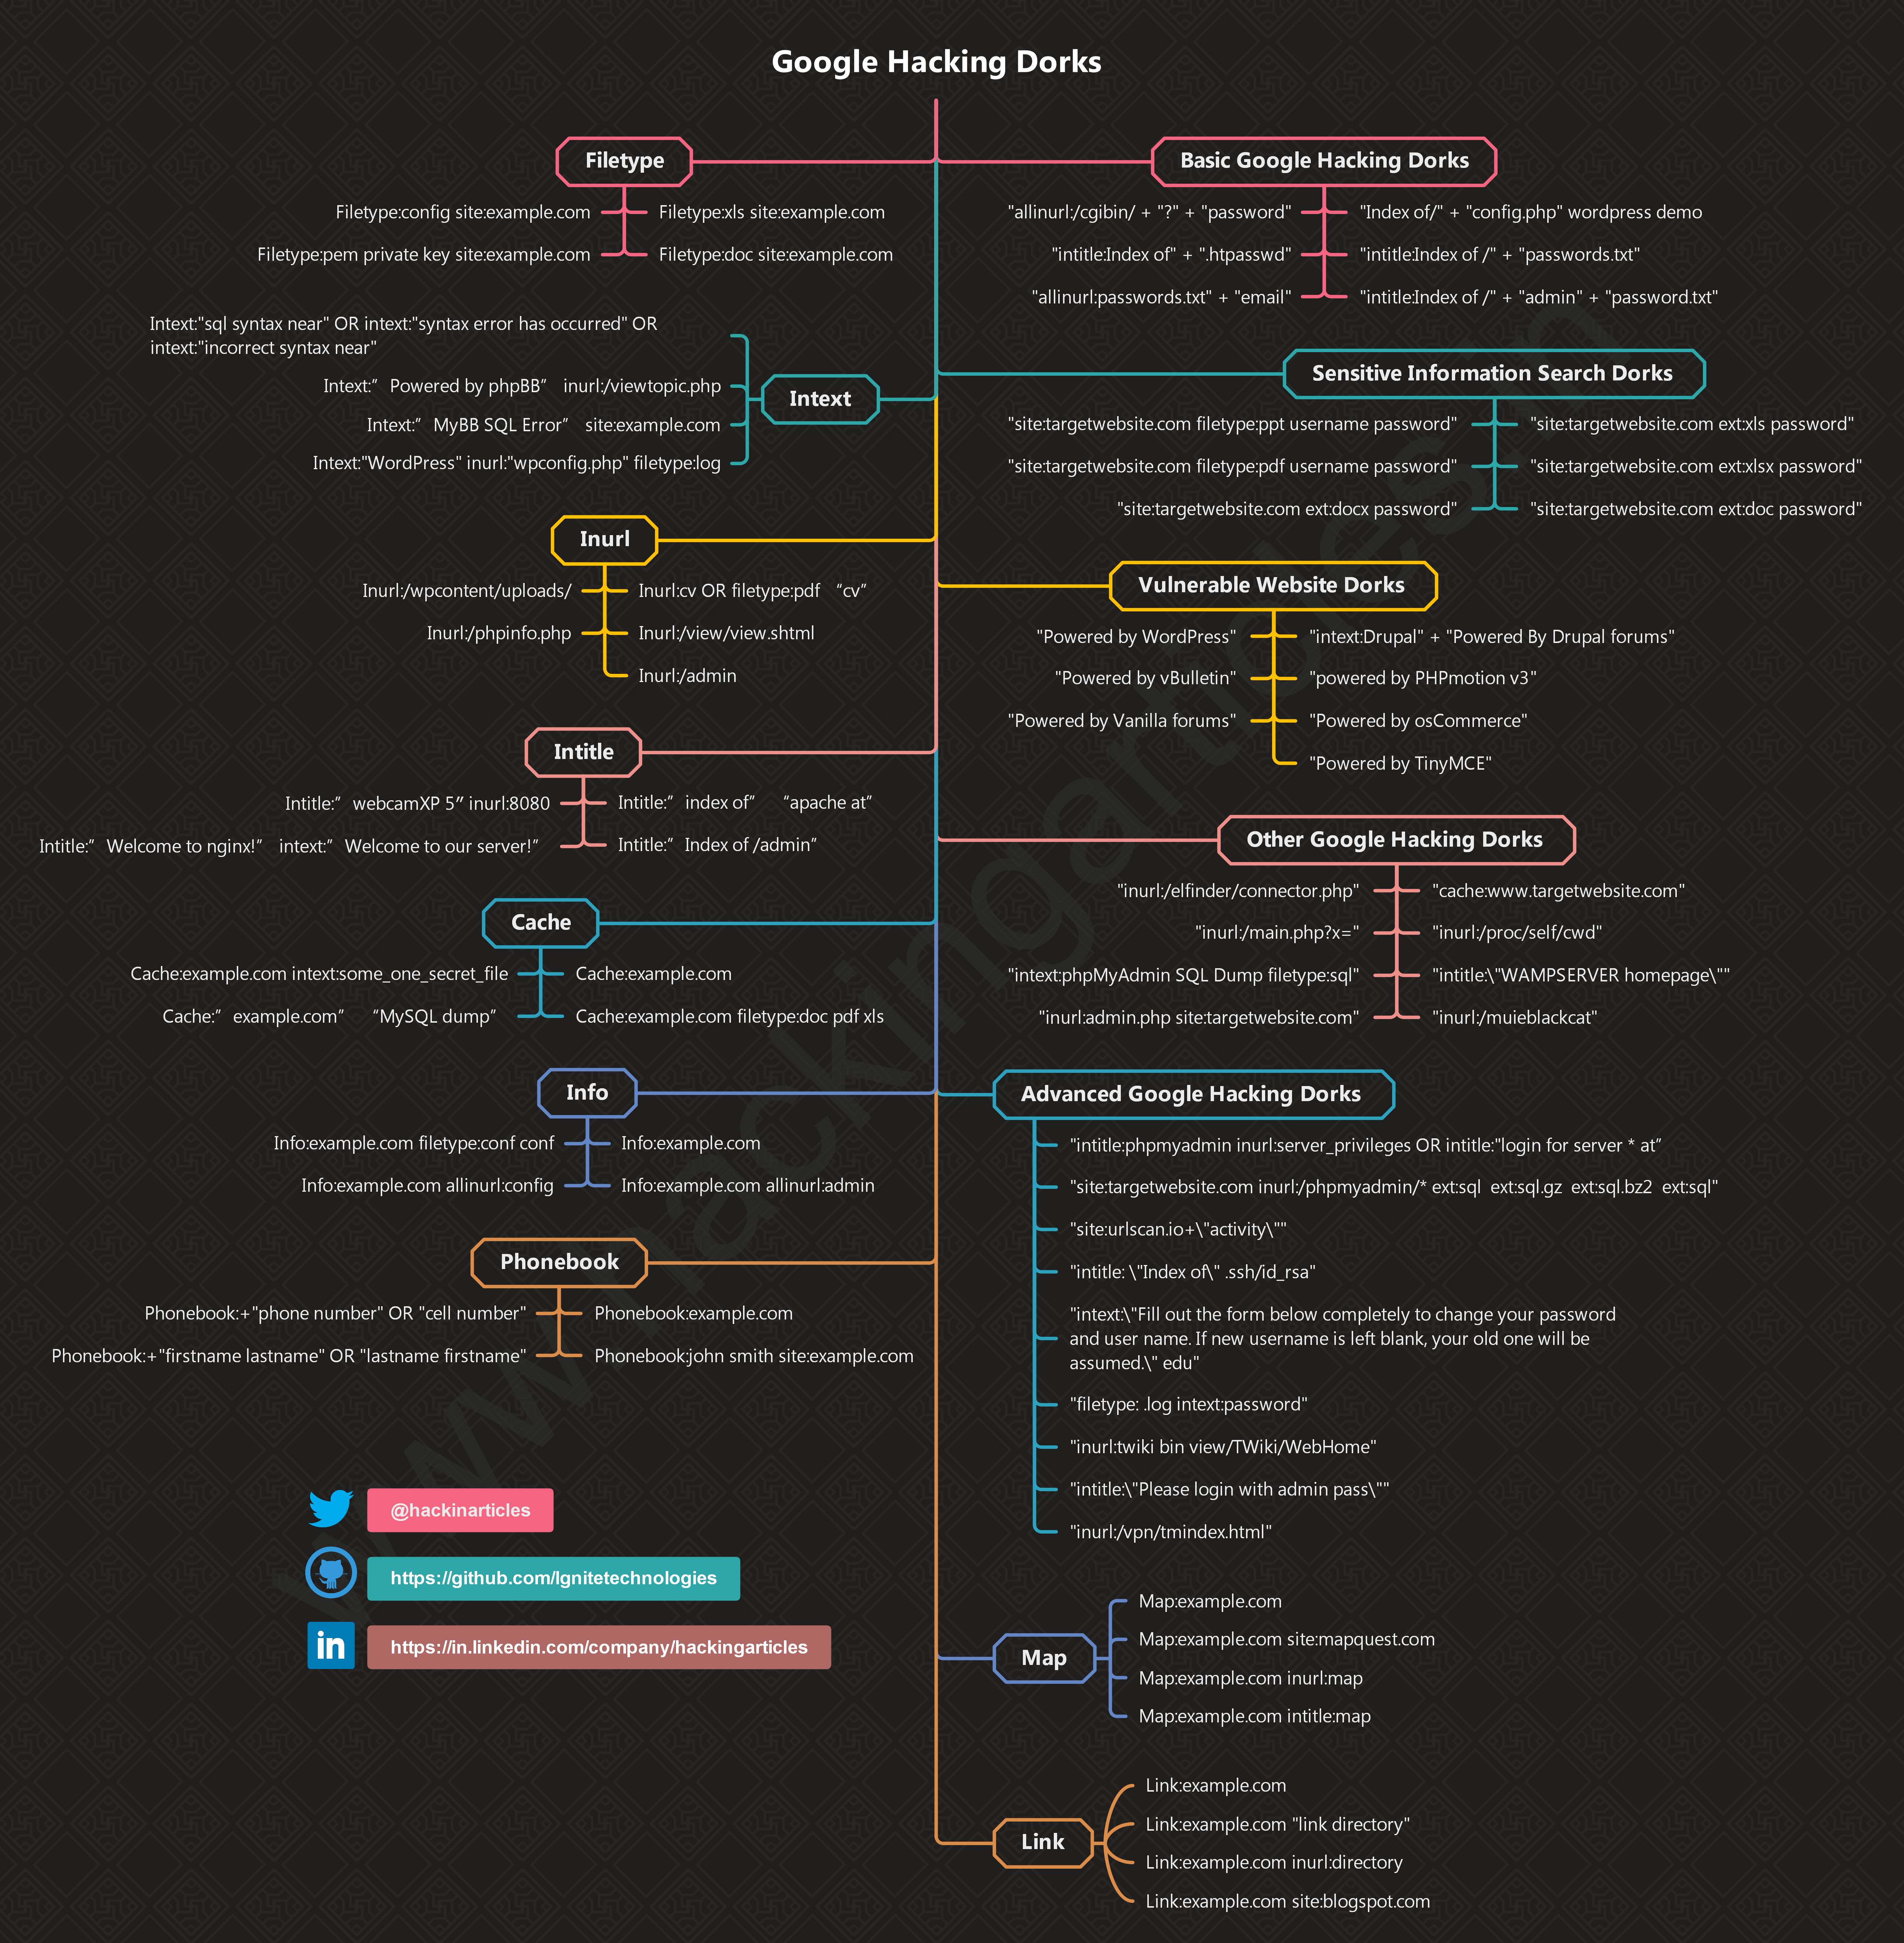 Google Hacking Dorks
Filetype
Filetype:config site:example.com
Filetype:xls site:example.com
Filetype:pem private key site:example.com
Filetype:doc site:example.com
Intext
Intext:"sql syntax near" OR intext:"syntax error has occurred" OR
intext:"incorrect syntax near"
Intext:” Powered by phpBB” inurl:/viewtopic.php
Intext:” MyBB SQL Error” site:example.com
Intext:"WordPress" inurl:"wpconfig.php" filetype:log
Inurl
Inurl:/wpcontent/uploads/
Inurl:cv OR filetype:pdf “cv”
Inurl:/phpinfo.php
Inurl:/view/view.shtml
Inurl:/admin
Intitle
Intitle:” webcamXP 5” inurl:8080
Intitle:” index of” “apache at”
Intitle:” Welcome to nginx!” intext:” Welcome to our server!”
Intitle:” Index of /admin”
Cache
Cache:example.com intext:some_one_secret_file
Cache:example.com
Cache:” example.com” “MySQL dump”
Cache:example.com filetype:doc pdf xls
Info
Info:example.com filetype:conf conf
Info:example.com
Info:example.com allinurl:config
Info:example.com allinurl:admin
Phonebook
Phonebook:+"phone number" OR "cell number"
Phonebook:example.com
Phonebook:+"firstname lastname" OR "lastname firstname"
Phonebook:john smith site:example.com
@hackinarticles
https://github.com/Ignitetechnologies
in
https://in.linkedin.com/company/hackingarticles
Basic Google Hacking Dorks
"allinurl:/cgibin/ + "?" + "password"
"Index of/" + "config.php" wordpress demo
"intitle:Index of" + ".htpasswd"
"intitle:Index of /" + "passwords.txt"
"allinurl:passwords.txt" + "email"
"intitle:Index of /" + "admin" + "password.txt"
Sensitive Information Search Dorks
"site:targetwebsite.com filetype:ppt username password"
"site:targetwebsite.com ext:xls password"
"site:targetwebsite.com filetype:pdf username password"
"site:targetwebsite.com ext:xlsx password"
"site:targetwebsite.com ext:docx password"
"site:targetwebsite.com ext:doc password"
Vulnerable Website Dorks
"Powered by WordPress"
"intext:Drupal" + "Powered By Drupal forums"
"Powered by vBulletin"
"powered by PHPmotion v3"
"Powered by Vanilla forums"
"Powered by osCommerce"
"Powered by TinyMCE"
Other Google Hacking Dorks
"inurl:/elfinder/connector.php"
"cache:www.targetwebsite.com"
"inurl:/main.php?x="
"inurl:/proc/self/cwd"
"intext:phpMyAdmin SQL Dump filetype:sql"
"intitle:\"WAMPSERVER homepage\""
"inurl:admin.php site:targetwebsite.com"
"inurl:/muieblackcat"
Advanced Google Hacking Dorks
"intitle:phpmyadmin inurl:server_privileges OR intitle:"login for server * at”
"site:targetwebsite.com inurl:/phpmyadmin/* ext:sql ext:sql.gz ext:sql.bz2 ext:sql"
"site:urlscan.io+\"activity\""
"intitle: \"Index of\" .ssh/id_rsa"
"intext:\"Fill out the form below completely to change your password
and user name. If new username is left blank, your old one will be
assumed.\" edu"
"filetype: .log intext:password"
"inurl:twiki bin view/TWiki/WebHome"
"intitle:\"Please login with admin pass\""
"inurl:/vpn/tmindex.html"
Map
Map:example.com
Map:example.com site:mapquest.com
Map:example.com inurl:map
Map:example.com intitle:map
Link
Link:example.com
Link:example.com "link directory"
Link:example.com inurl:directory
Link:example.com site:blogspot.com